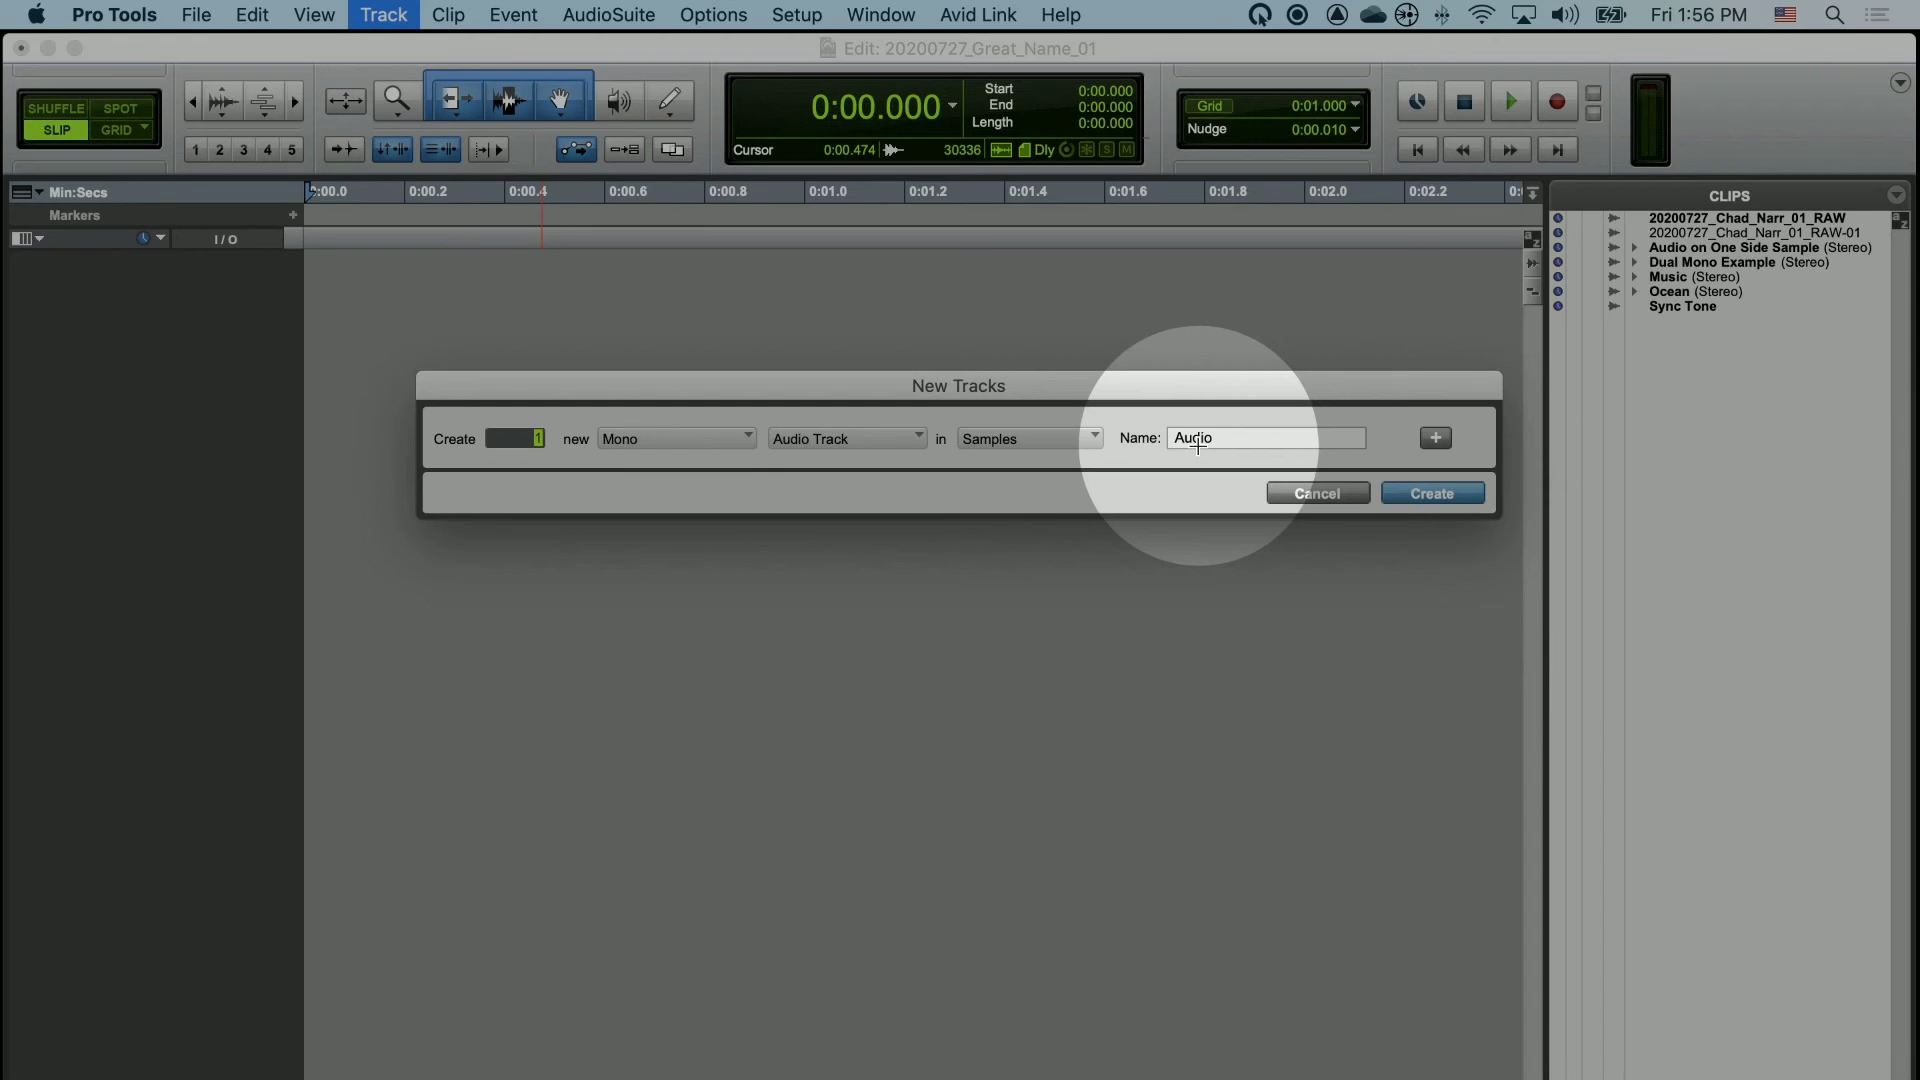 Pro Tools File Edit View Track Clip Event AudioSuite Options Setup Window Avid Link Help Fri 1:56 PM
Edit: 20200727_Great_Name_01
SHUFFLE SPOT
SLIP GRID
1 2 3 4 5
0:00.000
Start 0:00.000
End 0:00.000
Length 0:00.000
Cursor 0:00.474 30336 Dly S M
Grid 0:01.000
Nudge 0:00.010
Min:Secs 0:00.0 0:00.2 0:00.4 0:00.6 0:00.8 0:01.0 0:01.2 0:01.4 0:01.6 0:01.8 0:02.0 0:02.2
Markers +
I / O
a z
CLIPS
a z
20200727_Chad_Narr_01_RAW
20200727_Chad_Narr_01_RAW-01
Audio on One Side Sample (Stereo)
Dual Mono Example (Stereo)
Music (Stereo)
Ocean (Stereo)
Sync Tone
New Tracks
Create 1 new Mono Audio Track in Samples Name: Audio +
Cancel Create